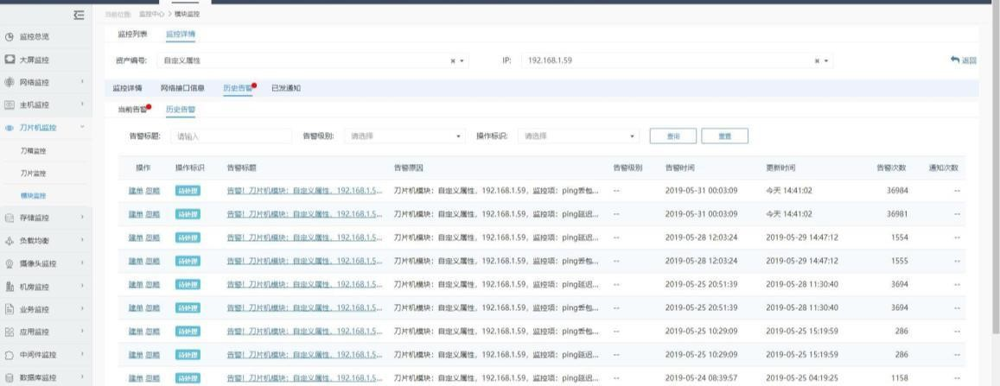 当前位置: 监控中心 > 模块监控
监控总览
大屏监控
网络监控
主机监控
刀片机监控
刀箱监控
刀片监控
模块监控
存储监控
负载均衡
摄像头监控
机房监控
业务监控
应用监控
中间件监控
数据库监控
监控列表 监控详情
资产编号: 自定义属性 IP: 192.168.1.59 返回
监控详情 网络接口信息 历史告警 已发通知
当前告警 历史告警
告警标题: 请输入 告警级别: 请选择 操作标识: 请选择 查询 重置
操作 操作标识 告警标题 告警原因 告警级别 告警时间 更新时间 告警次数 通知次数
建单 忽略 待处理 告警! 刀片机模块: 自定义属性, 192.168.1.5... 刀片机模块: 自定义属性, 192.168.1.59, 监控项: ping丢包... -- 2019-05-31 00:03:09 今天 14:41:02 36984 --
建单 忽略 待处理 告警! 刀片机模块: 自定义属性, 192.168.1.5... 刀片机模块: 自定义属性, 192.168.1.59, 监控项: ping延迟... -- 2019-05-31 00:03:09 今天 14:41:02 36981 --
建单 忽略 待处理 告警! 刀片机模块: 自定义属性, 192.168.1.5... 刀片机模块: 自定义属性, 192.168.1.59, 监控项: ping延迟... -- 2019-05-28 12:03:24 2019-05-29 14:47:12 1554 --
建单 忽略 待处理 告警! 刀片机模块: 自定义属性, 192.168.1.5... 刀片机模块: 自定义属性, 192.168.1.59, 监控项: ping丢包... -- 2019-05-28 12:03:24 2019-05-29 14:47:12 1555 --
建单 忽略 待处理 告警! 刀片机模块: 自定义属性, 192.168.1.5... 刀片机模块: 自定义属性, 192.168.1.59, 监控项: ping延迟... -- 2019-05-25 20:51:39 2019-05-28 11:30:40 3694 --
建单 忽略 待处理 告警! 刀片机模块: 自定义属性, 192.168.1.5... 刀片机模块: 自定义属性, 192.168.1.59, 监控项: ping丢包... -- 2019-05-25 20:51:39 2019-05-28 11:30:40 3694 --
建单 忽略 待处理 告警! 刀片机模块: 自定义属性, 192.168.1.5... 刀片机模块: 自定义属性, 192.168.1.59, 监控项: ping丢包... -- 2019-05-25 10:29:09 2019-05-25 15:19:59 286 --
建单 忽略 待处理 告警! 刀片机模块: 自定义属性, 192.168.1.5... 刀片机模块: 自定义属性, 192.168.1.59, 监控项: ping延迟... -- 2019-05-25 10:29:09 2019-05-25 15:19:59 286 --
建单 忽略 待处理 告警! 刀片机模块: 自定义属性, 192.168.1.5... 刀片机模块: 自定义属性, 192.168.1.59, 监控项: ping延迟... -- 2019-05-24 08:39:57 2019-05-25 04:19:25 1158 --